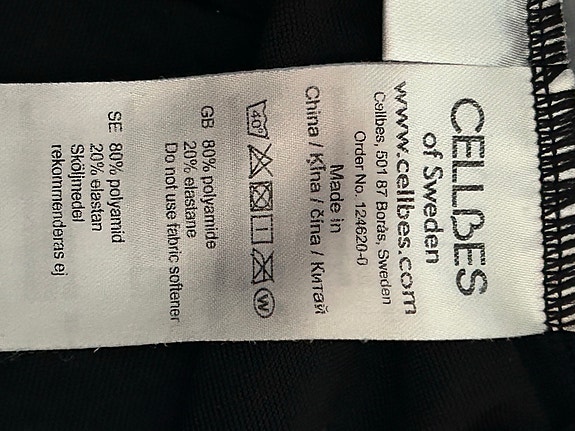 CELLBES
of Sweden
www.cellbes.com
Cellbes, 501 87 Borås, Sweden
Order No. 124620-0
Made in
China / Ķīna / čína / Китай
40°
W
GB 80% polyamide
20% elastane
Do not use fabric softener
SE 80% polyamid
20% elastan
Sköljmedel
rekommenderas ej